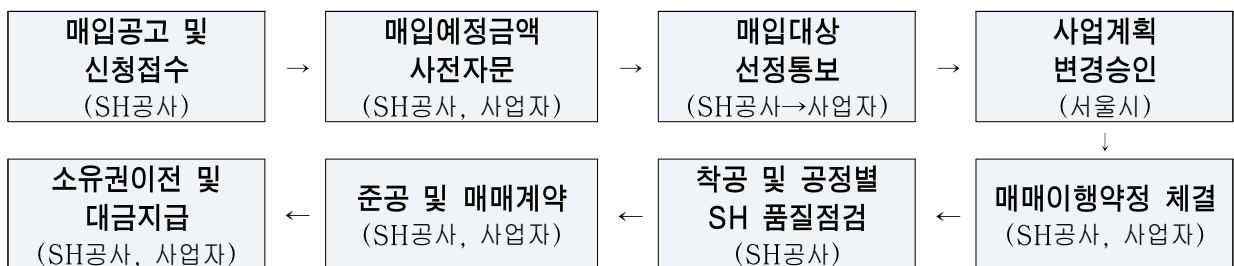 매입공고 및
신청접수
(SH공사)
→
매입예정금액
사전자문
(SH공사, 사업자)
→
매입대상
선정통보
(SH공사→사업자)
→
사업계획
변경승인
(서울시)
↓
매매이행약정 체결
(SH공사, 사업자)
←
착공 및 공정별
SH 품질점검
(SH공사)
←
준공 및 매매계약
(SH공사, 사업자)
←
소유권이전 및
대금지급
(SH공사, 사업자)